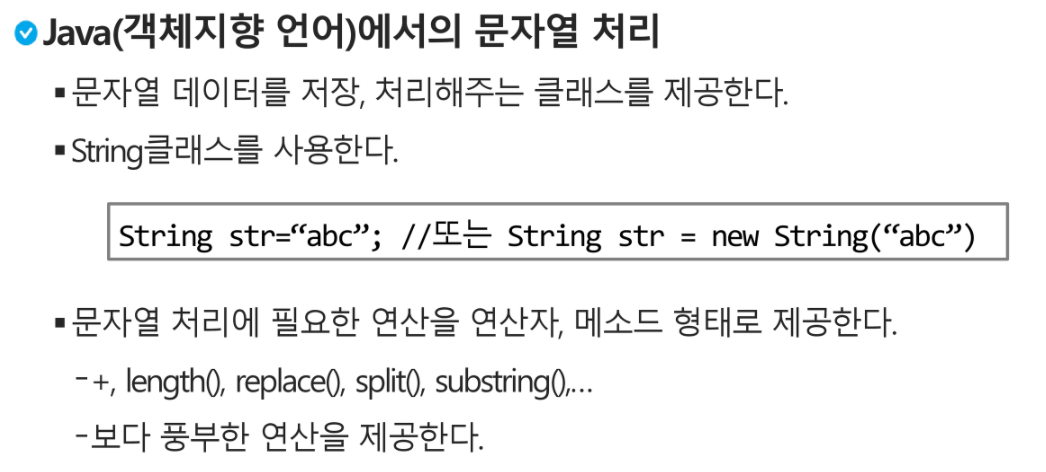 Java(객체지향 언어)에서의 문자열 처리
▪문자열 데이터를 저장, 처리해주는 클래스를 제공한다.
▪String클래스를 사용한다.
String str=“abc”; //또는 String str = new String(“abc”)
▪문자열 처리에 필요한 연산을 연산자, 메소드 형태로 제공한다.
-+, length(), replace(), split(), substring(),…
-보다 풍부한 연산을 제공한다.